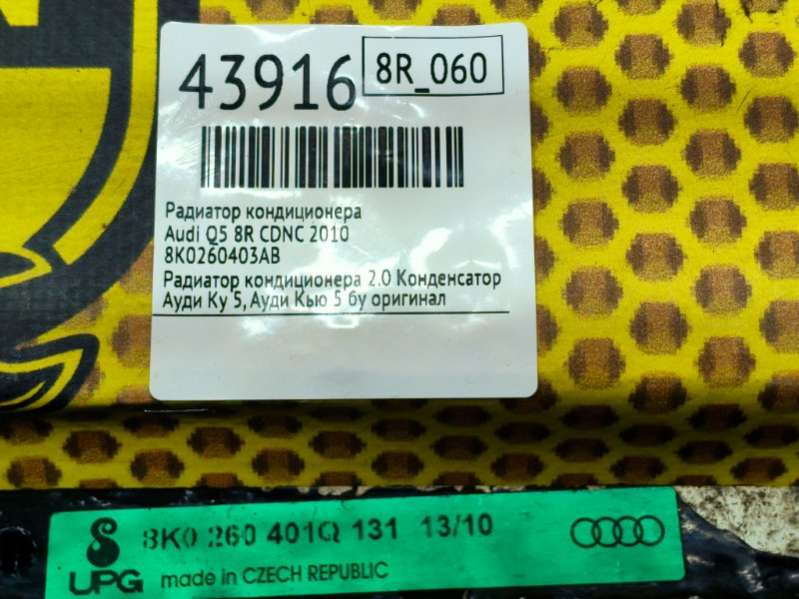 43916 8R_060
Радиатор кондиционера
Audi Q5 8R CDNC 2010
8K0260403AB
Радиатор кондиционера 2.0 Конденсатор
Ауди Ку 5, Ауди Кью 5 бу оригинал
8K0 260 401Q 131 13/10
UPG made in CZECH REPUBLIC